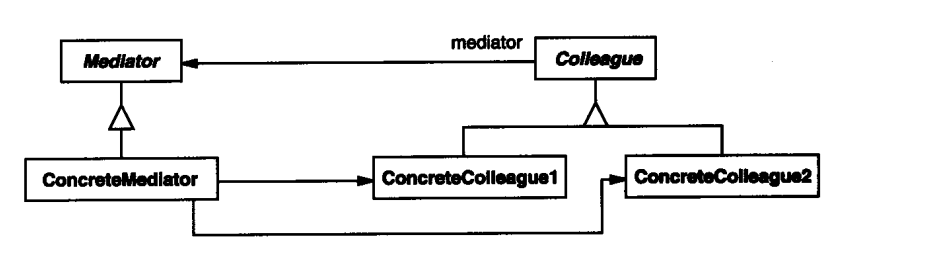 mediator
Mediator
Colleague
ConcreteMediator
ConcreteColleague1
ConcreteColleague2